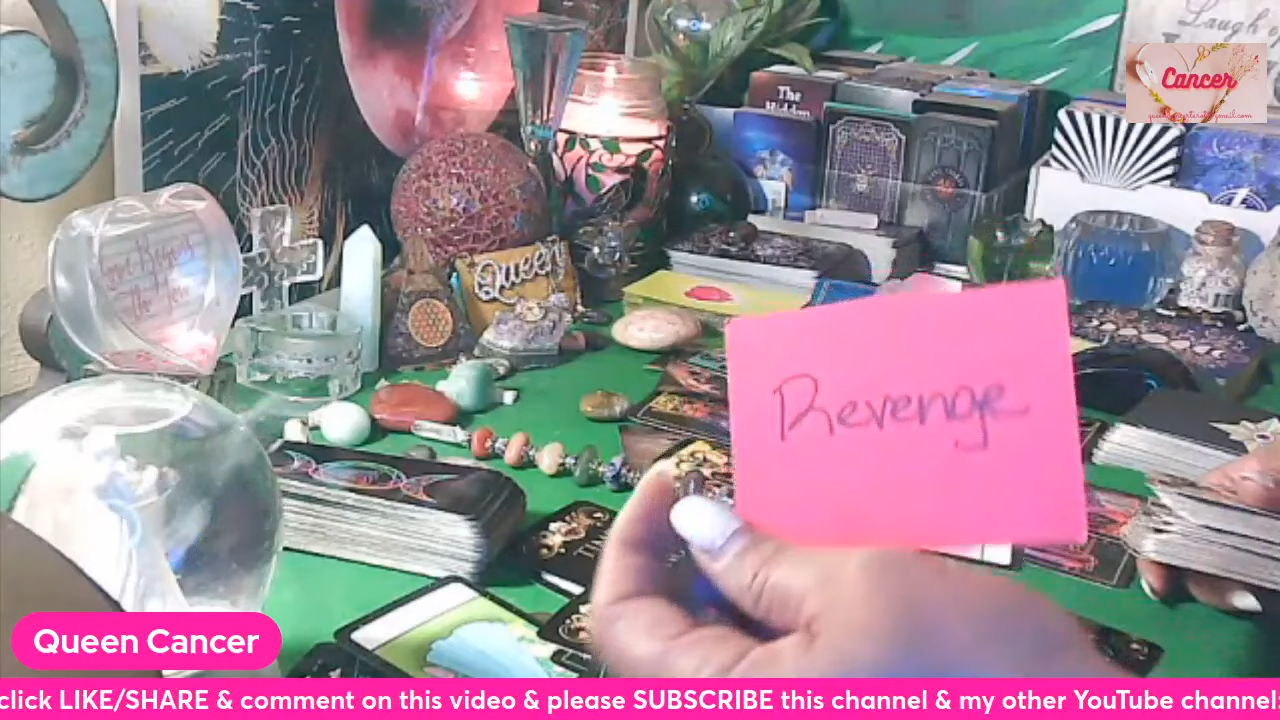 Laugh
Cancer
The
Hidden
Queen
Revenge
Queen Cancer
click LIKE/SHARE & comment on this video & please SUBSCRIBE this channel & my other YouTube channels